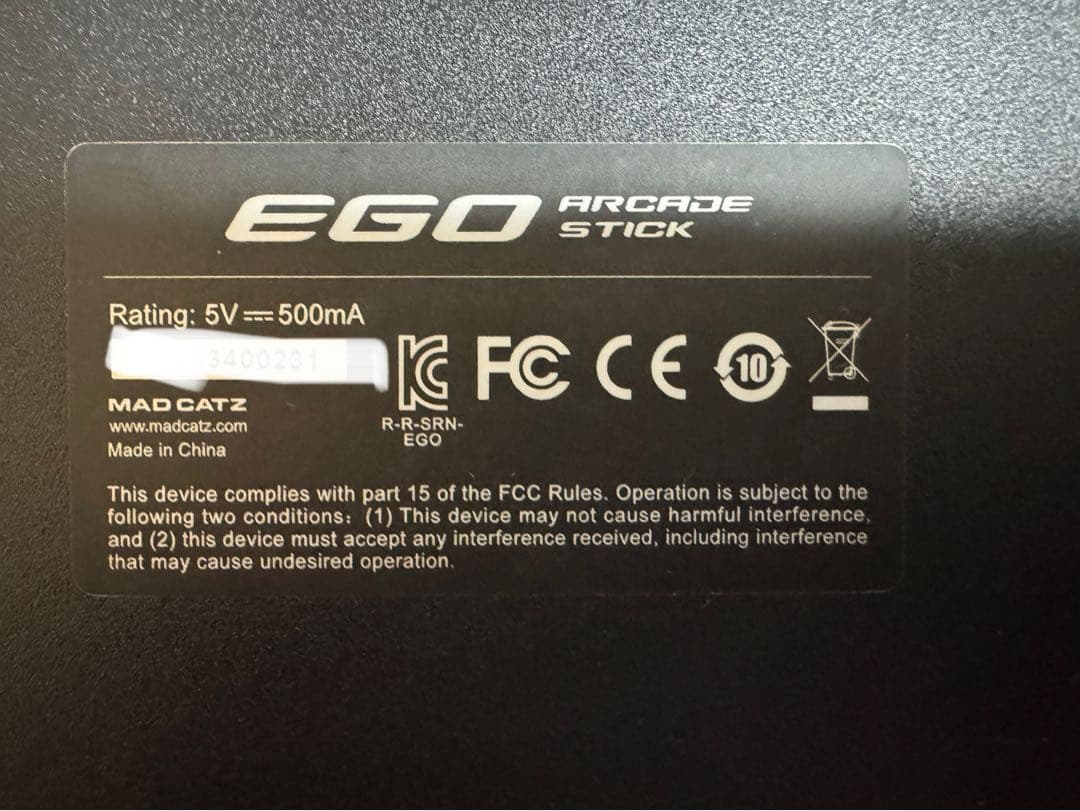 EGO ARCADE
STICK
Rating: 5V⎓500mA
3400231
MAD CATZ
www.madcatz.com
Made in China
FC CE 10
R-R-SRN-
EGO
This device complies with part 15 of the FCC Rules. Operation is subject to the
following two conditions: (1) This device may not cause harmful interference,
and (2) this device must accept any interference received, including interference
that may cause undesired operation.